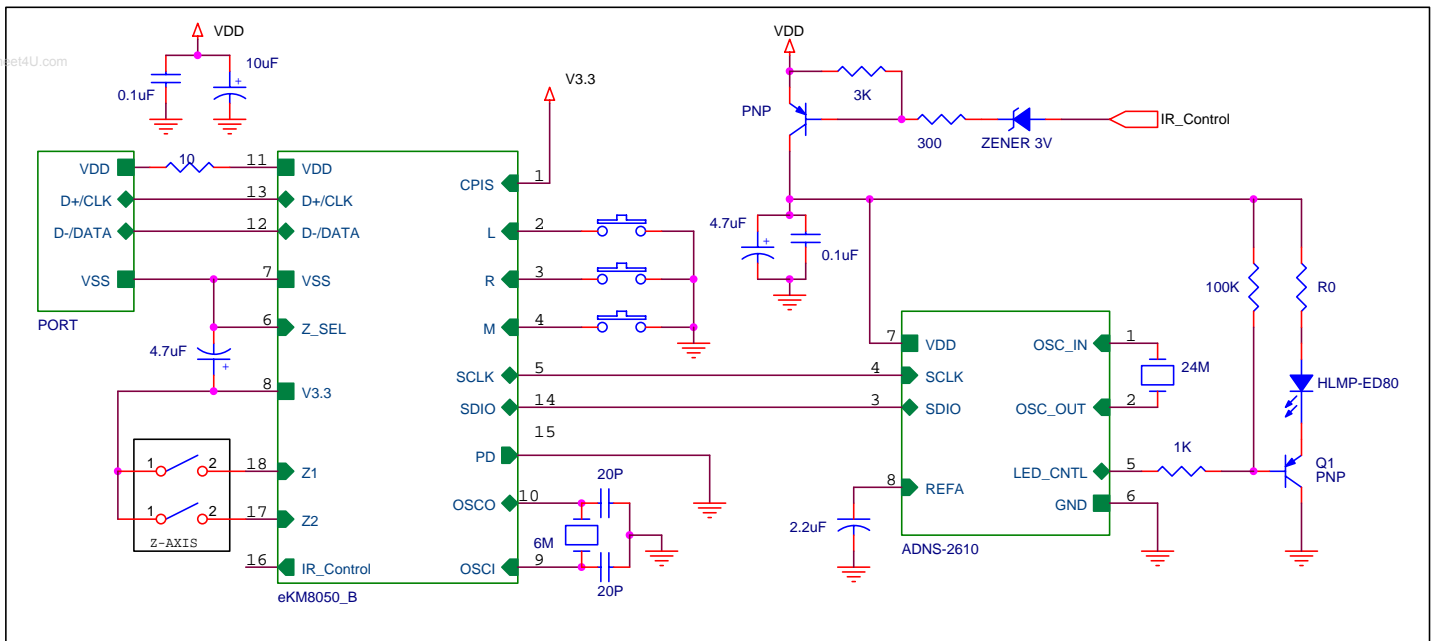 VDD
10uF
0.1uF
eet4U.com
V3.3
VDD
3K
PNP
300
ZENER 3V
IR_Control
VDD
10
11
VDD
D+/CLK
13
D+/CLK
D-/DATA
12
D-/DATA
VSS
7
VSS
PORT
6
Z_SEL
4.7uF
8
V3.3
1
2
18
Z1
1
2
17
Z2
Z-AXIS
16
IR_Control
eKM8050_B
CPIS
1
L
2
R
3
M
4
SCLK
5
SDIO
14
PD
15
OSCO
10
OSCI
9
20P
6M
20P
4.7uF
0.1uF
7
VDD
4
SCLK
3
SDIO
8
REFA
2.2uF
ADNS-2610
OSC_IN
1
24M
OSC_OUT
2
LED_CNTL
5
1K
GND
6
100K
R0
HLMP-ED80
Q1
PNP